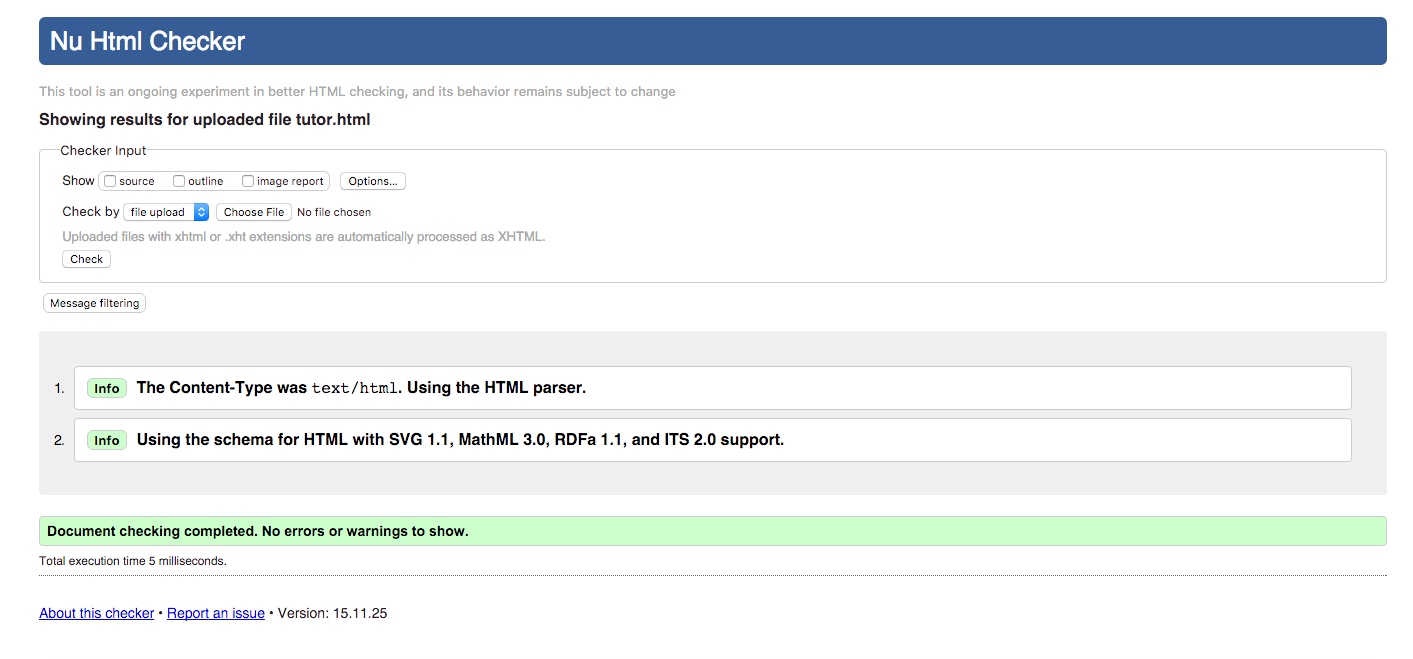 Nu Html Checker
This tool is an ongoing experiment in better HTML checking, and its behavior remains subject to change
Showing results for uploaded file tutor.html
Checker Input
Show source outline image report Options...
Check by file upload Choose File No file chosen
Uploaded files with xhtml or .xht extensions are automatically processed as XHTML.
Check
Message filtering
1. Info The Content-Type was text/html. Using the HTML parser.
2. Info Using the schema for HTML with SVG 1.1, MathML 3.0, RDFa 1.1, and ITS 2.0 support.
Document checking completed. No errors or warnings to show.
Total execution time 5 milliseconds.
About this checker • Report an issue • Version: 15.11.25